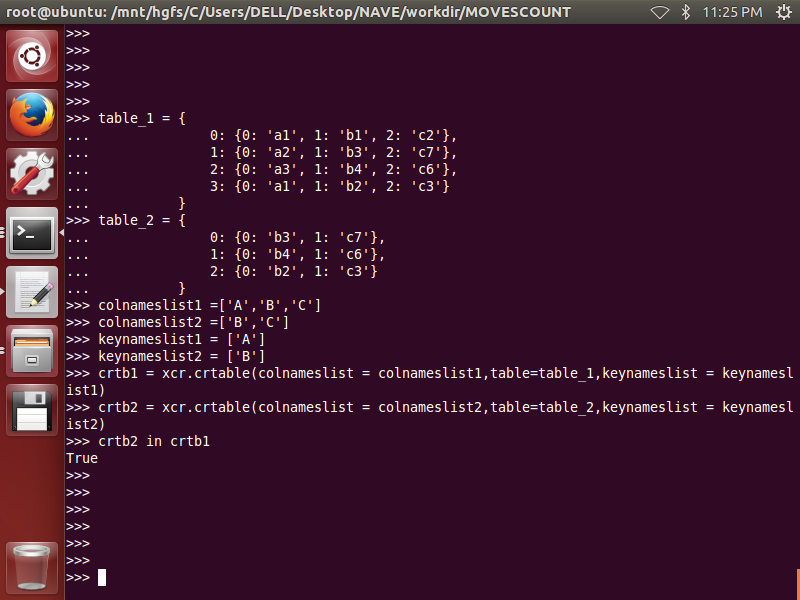 root@ubuntu: /mnt/hgfs/C/Users/DELL/Desktop/NAVE/workdir/MOVESCOUNT 11:25 PM
>>>
>>>
>>>
>>>
>>>
>>> table_1 = {
...               0: {0: 'a1', 1: 'b1', 2: 'c2'},
...               1: {0: 'a2', 1: 'b3', 2: 'c7'},
...               2: {0: 'a3', 1: 'b4', 2: 'c6'},
...               3: {0: 'a1', 1: 'b2', 2: 'c3'}
...           }
>>> table_2 = {
...               0: {0: 'b3', 1: 'c7'},
...               1: {0: 'b4', 1: 'c6'},
...               2: {0: 'b2', 1: 'c3'}
...           }
>>> colnameslist1 =['A','B','C']
>>> colnameslist2 =['B','C']
>>> keynameslist1 = ['A']
>>> keynameslist2 = ['B']
>>> crtb1 = xcr.crtable(colnameslist = colnameslist1,table=table_1,keynameslist = keynamesl
ist1)
>>> crtb2 = xcr.crtable(colnameslist = colnameslist2,table=table_2,keynameslist = keynamesl
ist2)
>>> crtb2 in crtb1
True
>>>
>>>
>>>
>>>
>>>
>>>
>>>